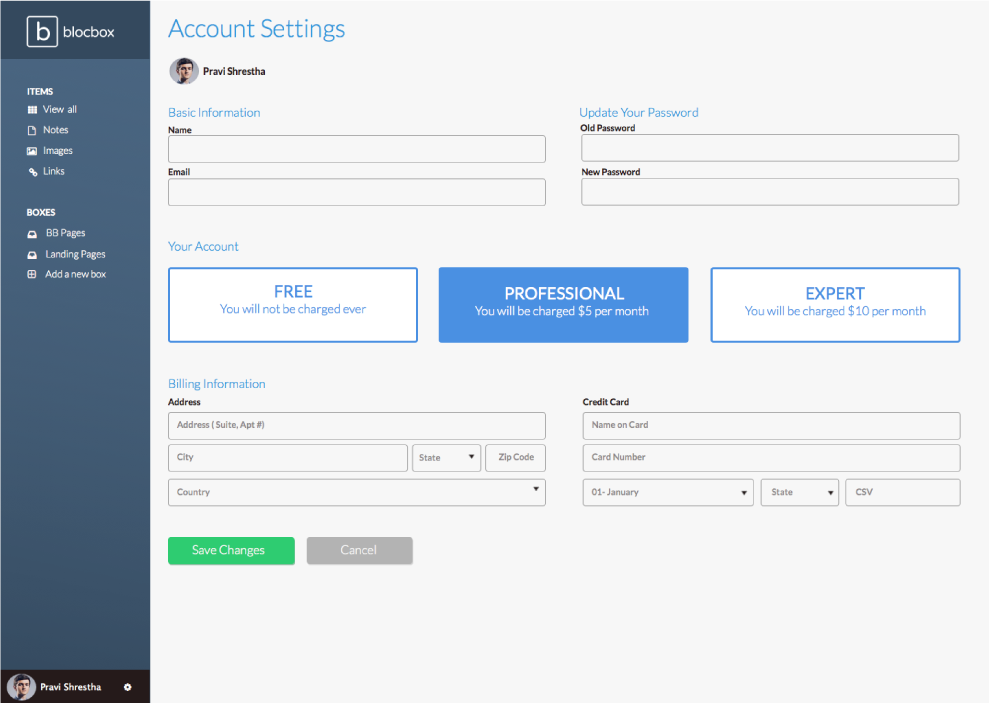 b blocbox
ITEMS
View all
Notes
Images
Links
BOXES
BB Pages
Landing Pages
Add a new box
Pravi Shrestha
Account Settings
Pravi Shrestha
Basic Information
Name
Email
Update Your Password
Old Password
New Password
Your Account
FREE
You will not be charged ever
PROFESSIONAL
You will be charged $5 per month
EXPERT
You will be charged $10 per month
Billing Information
Address
Address ( Suite, Apt #)
City State Zip Code
Country
Credit Card
Name on Card
Card Number
01- January State CSV
Save Changes Cancel